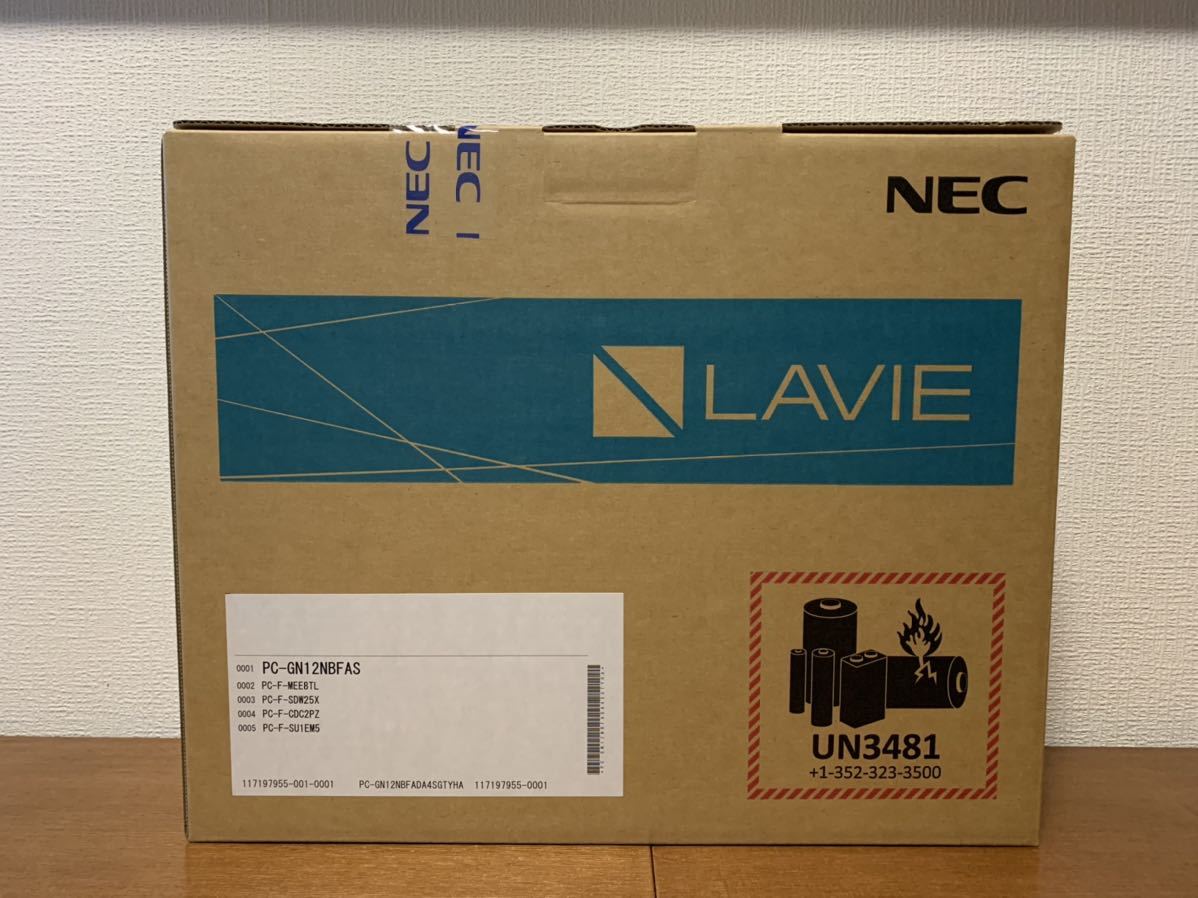 NEC
NEC
NEC
LAVIE
0001 PC-GN12NBFAS
0002 PC-F-MEE8TL
0003 PC-F-SDW25X
0004 PC-F-CDC2PZ
0005 PC-F-SU1EM5
117197955-001-0001 PC-GN12NBFADA4SGTYHA 117197955-0001
UN3481
+1-352-323-3500